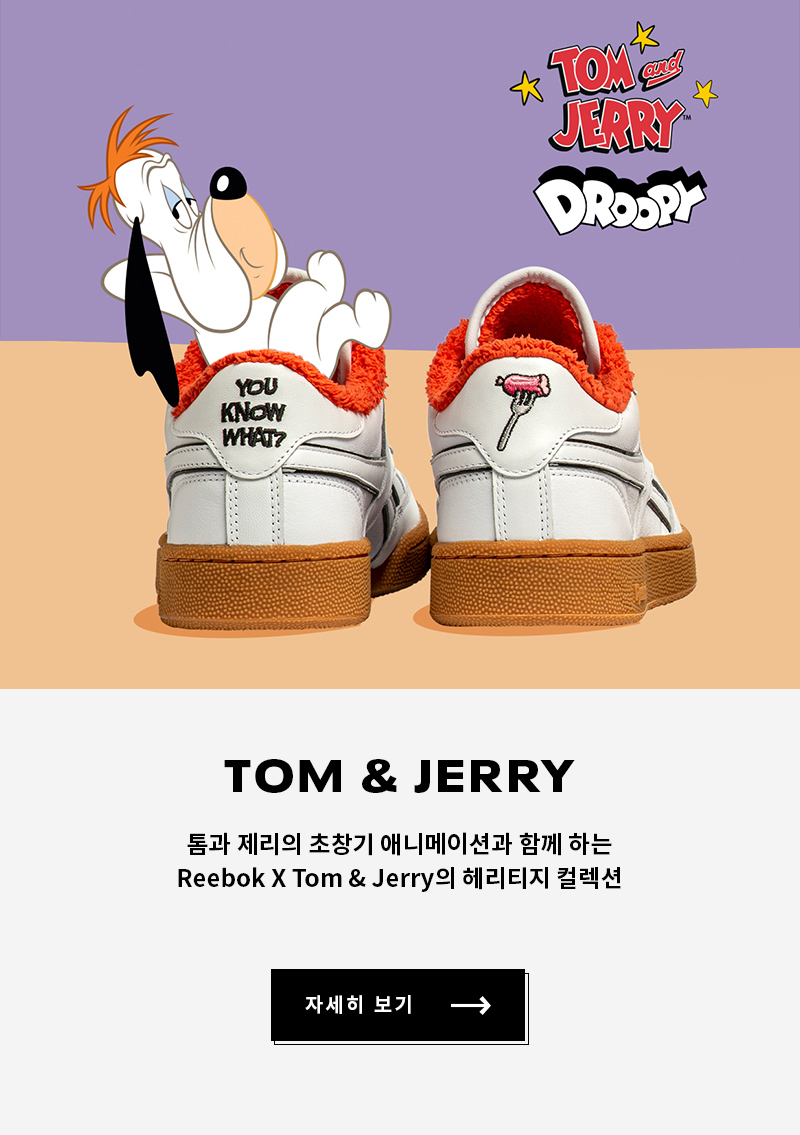 TOM and
JERRY™
DROOPY
YOU
KNOW
WHAT?
TOM & JERRY
톰과 제리의 초창기 애니메이션과 함께 하는
Reebok X Tom & Jerry의 헤리티지 컬렉션
자세히 보기